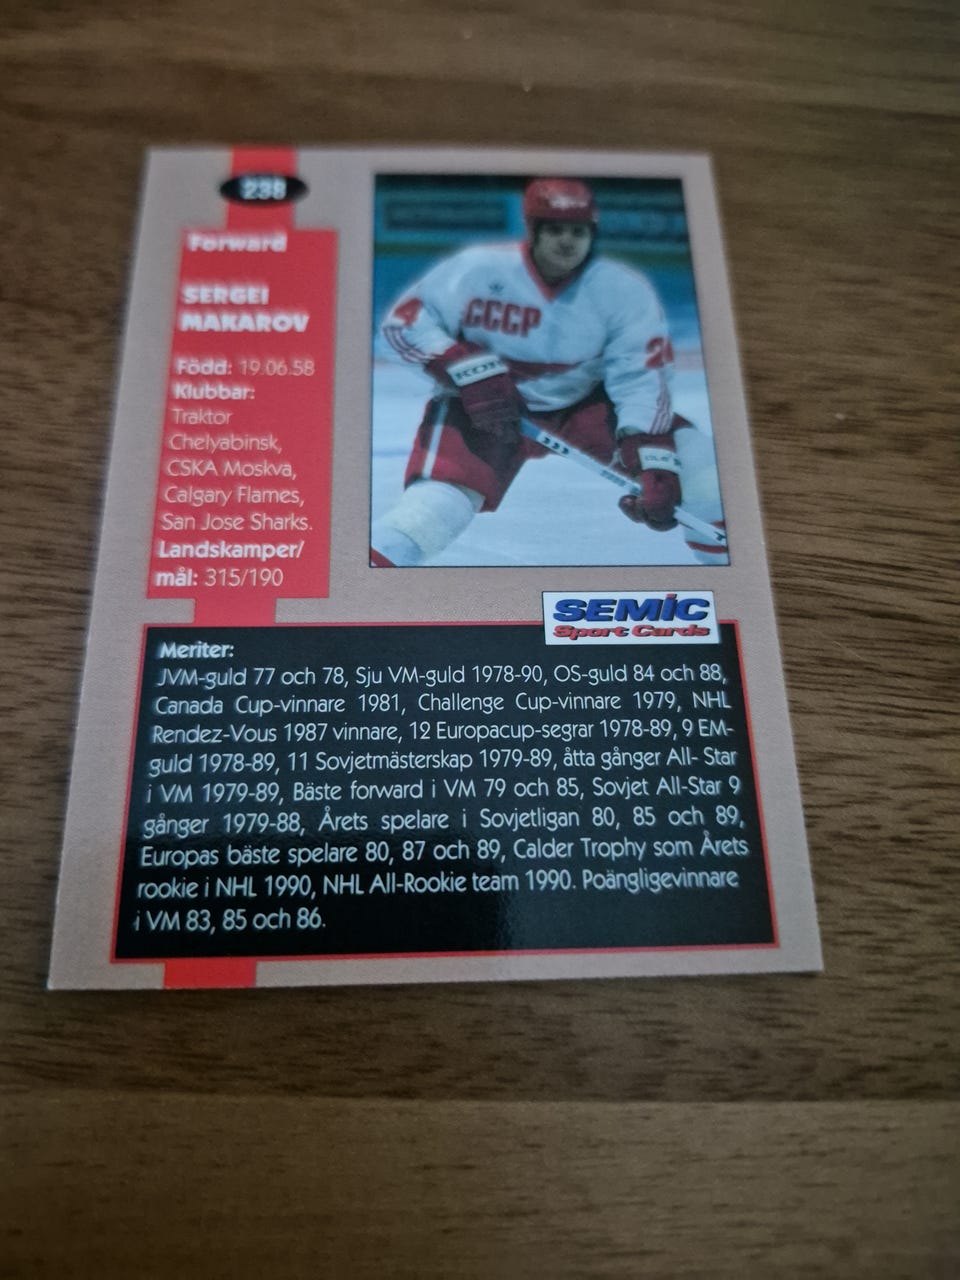 238
Forward
SERGEI
MAKAROV
Född: 19.06.58
Klubbar:
Traktor
Chelyabinsk,
CSKA Moskva,
Calgary Flames,
San Jose Sharks.
Landskamper/
mål: 315/190
4
CCCP
24
SEMIC
Sport Cards
Meriter:
JVM-guld 77 och 78, Sju VM-guld 1978-90, OS-guld 84 och 88,
Canada Cup-vinnare 1981, Challenge Cup-vinnare 1979, NHL
Rendez-Vous 1987 vinnare, 12 Europacup-segrar 1978-89, 9 EM-
guld 1978-89, 11 Sovjetmästerskap 1979-89, åtta gånger All- Star
i VM 1979-89, Bäste forward i VM 79 och 85, Sovjet All-Star 9
gånger 1979-88, Årets spelare i Sovjetligan 80, 85 och 89,
Europas bäste spelare 80, 87 och 89, Calder Trophy som Årets
rookie i NHL 1990, NHL All-Rookie team 1990. Poängligevinnare
i VM 83, 85 och 86.